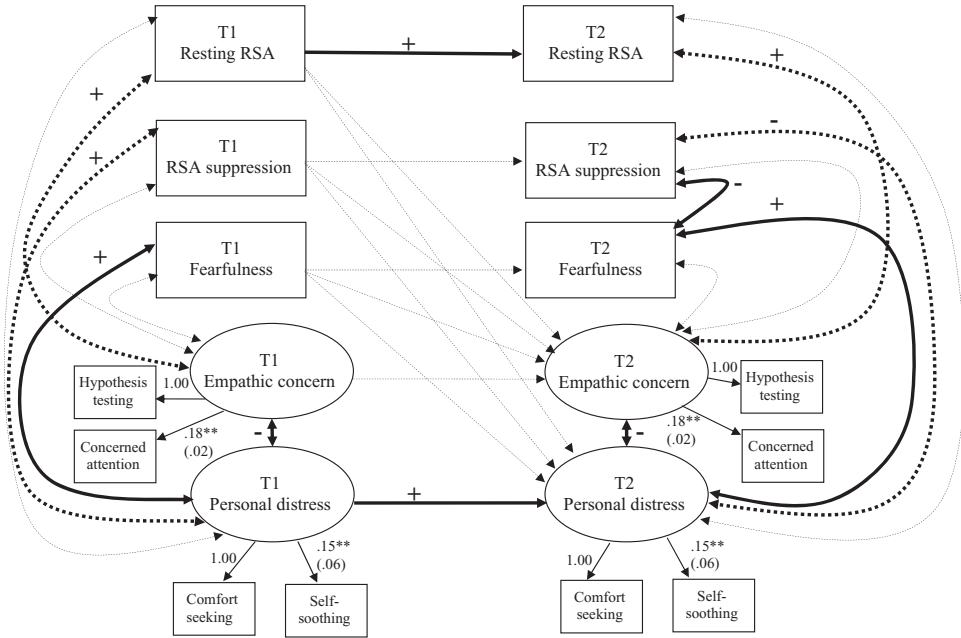 T1
Resting RSA
+
T2
Resting RSA
+
+
T1
RSA suppression
+
T2
RSA suppression
-
-
+
T1
Fearfulness
+
T2
Fearfulness
T1
Empathic concern
T2
Empathic concern
Hypothesis
testing
1.00
1.00
Hypothesis
testing
Concerned
attention
.18**
(.02)
-
-
.18**
(.02)
Concerned
attention
T1
Personal distress
+
T2
Personal distress
1.00
.15**
(.06)
1.00
.15**
(.06)
Comfort
seeking
Self-
soothing
Comfort
seeking
Self-
soothing